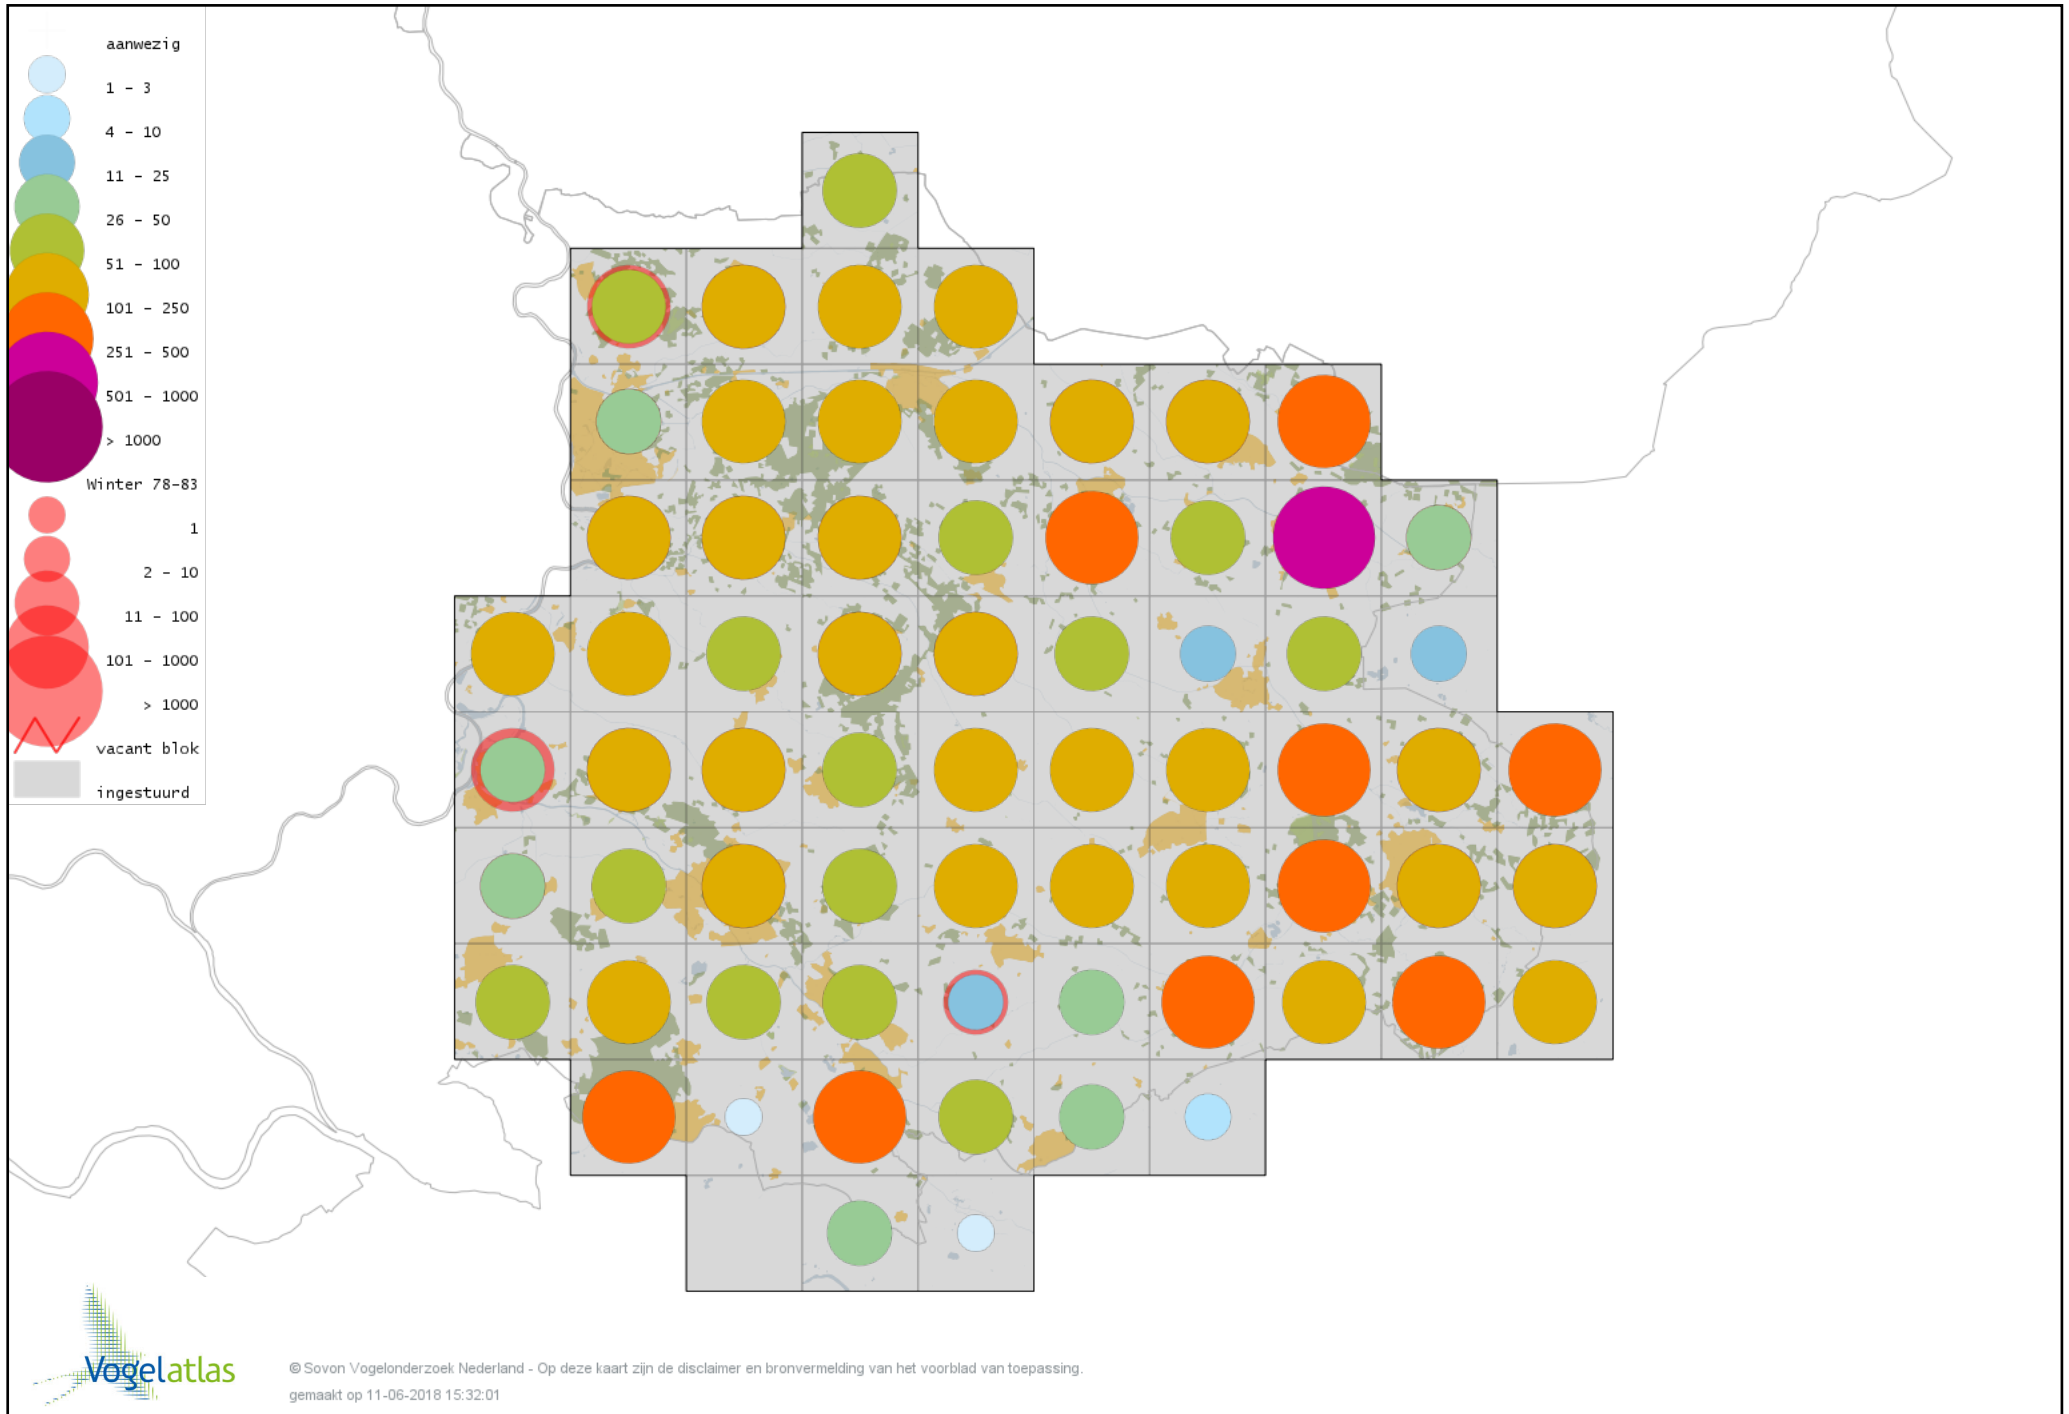 aanwezig
1 - 3
4 - 10
11 - 25
26 - 50
51 - 100
101 - 250
251 - 500
501 - 1000
> 1000
Winter 78-83
1
2 - 10
11 - 100
101 - 1000
> 1000
vacant blok
ingestuurd
Vogelatlas
© Sovon Vogelonderzoek Nederland - Op deze kaart zijn de disclaimer en bronvermelding van het voorblad van toepassing.
gemaakt op 11-06-2018 15:32:01